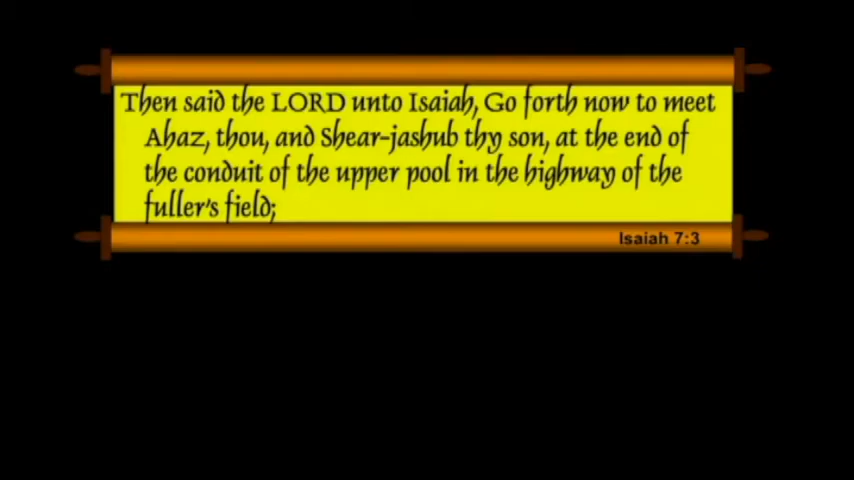 Then said the LORD unto Isaiah, Go forth now to meet
Ahaz, thou, and Shear-jashub thy son, at the end of
the conduit of the upper pool in the highway of the
fuller's field;
Isaiah 7:3